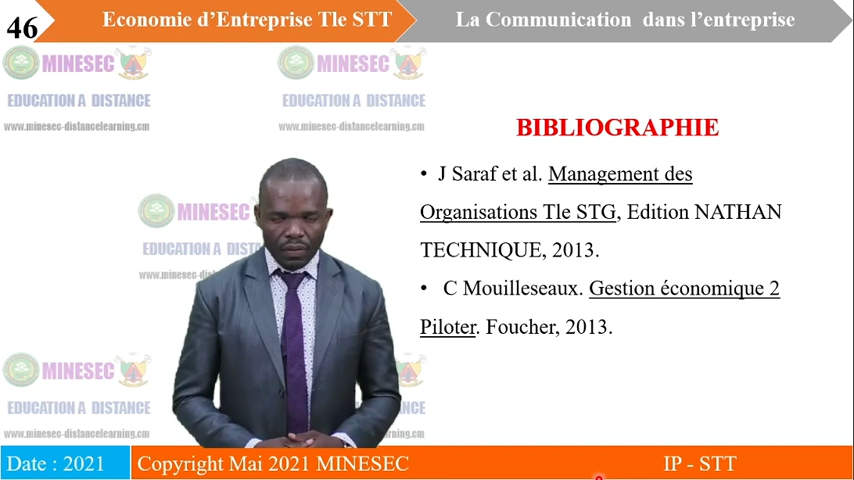 46
Economie d’Entreprise Tle STT
La Communication dans l’entreprise
MINESEC
EDUCATION A DISTANCE
www.minesec-distancelearning.cm
MINESEC
EDUCATION A DISTANCE
www.minesec-distancelearning.cm
BIBLIOGRAPHIE
• J Saraf et al. Management des
Organisations Tle STG, Edition NATHAN
TECHNIQUE, 2013.
• C Mouilleseaux. Gestion économique 2
Piloter. Foucher, 2013.
MINESEC
EDUCATION A
MINESEC
EDUCATION A DISTANCE
www.minesec-distancelearning.cm
Date : 2021
Copyright Mai 2021 MINESEC
IP - STT